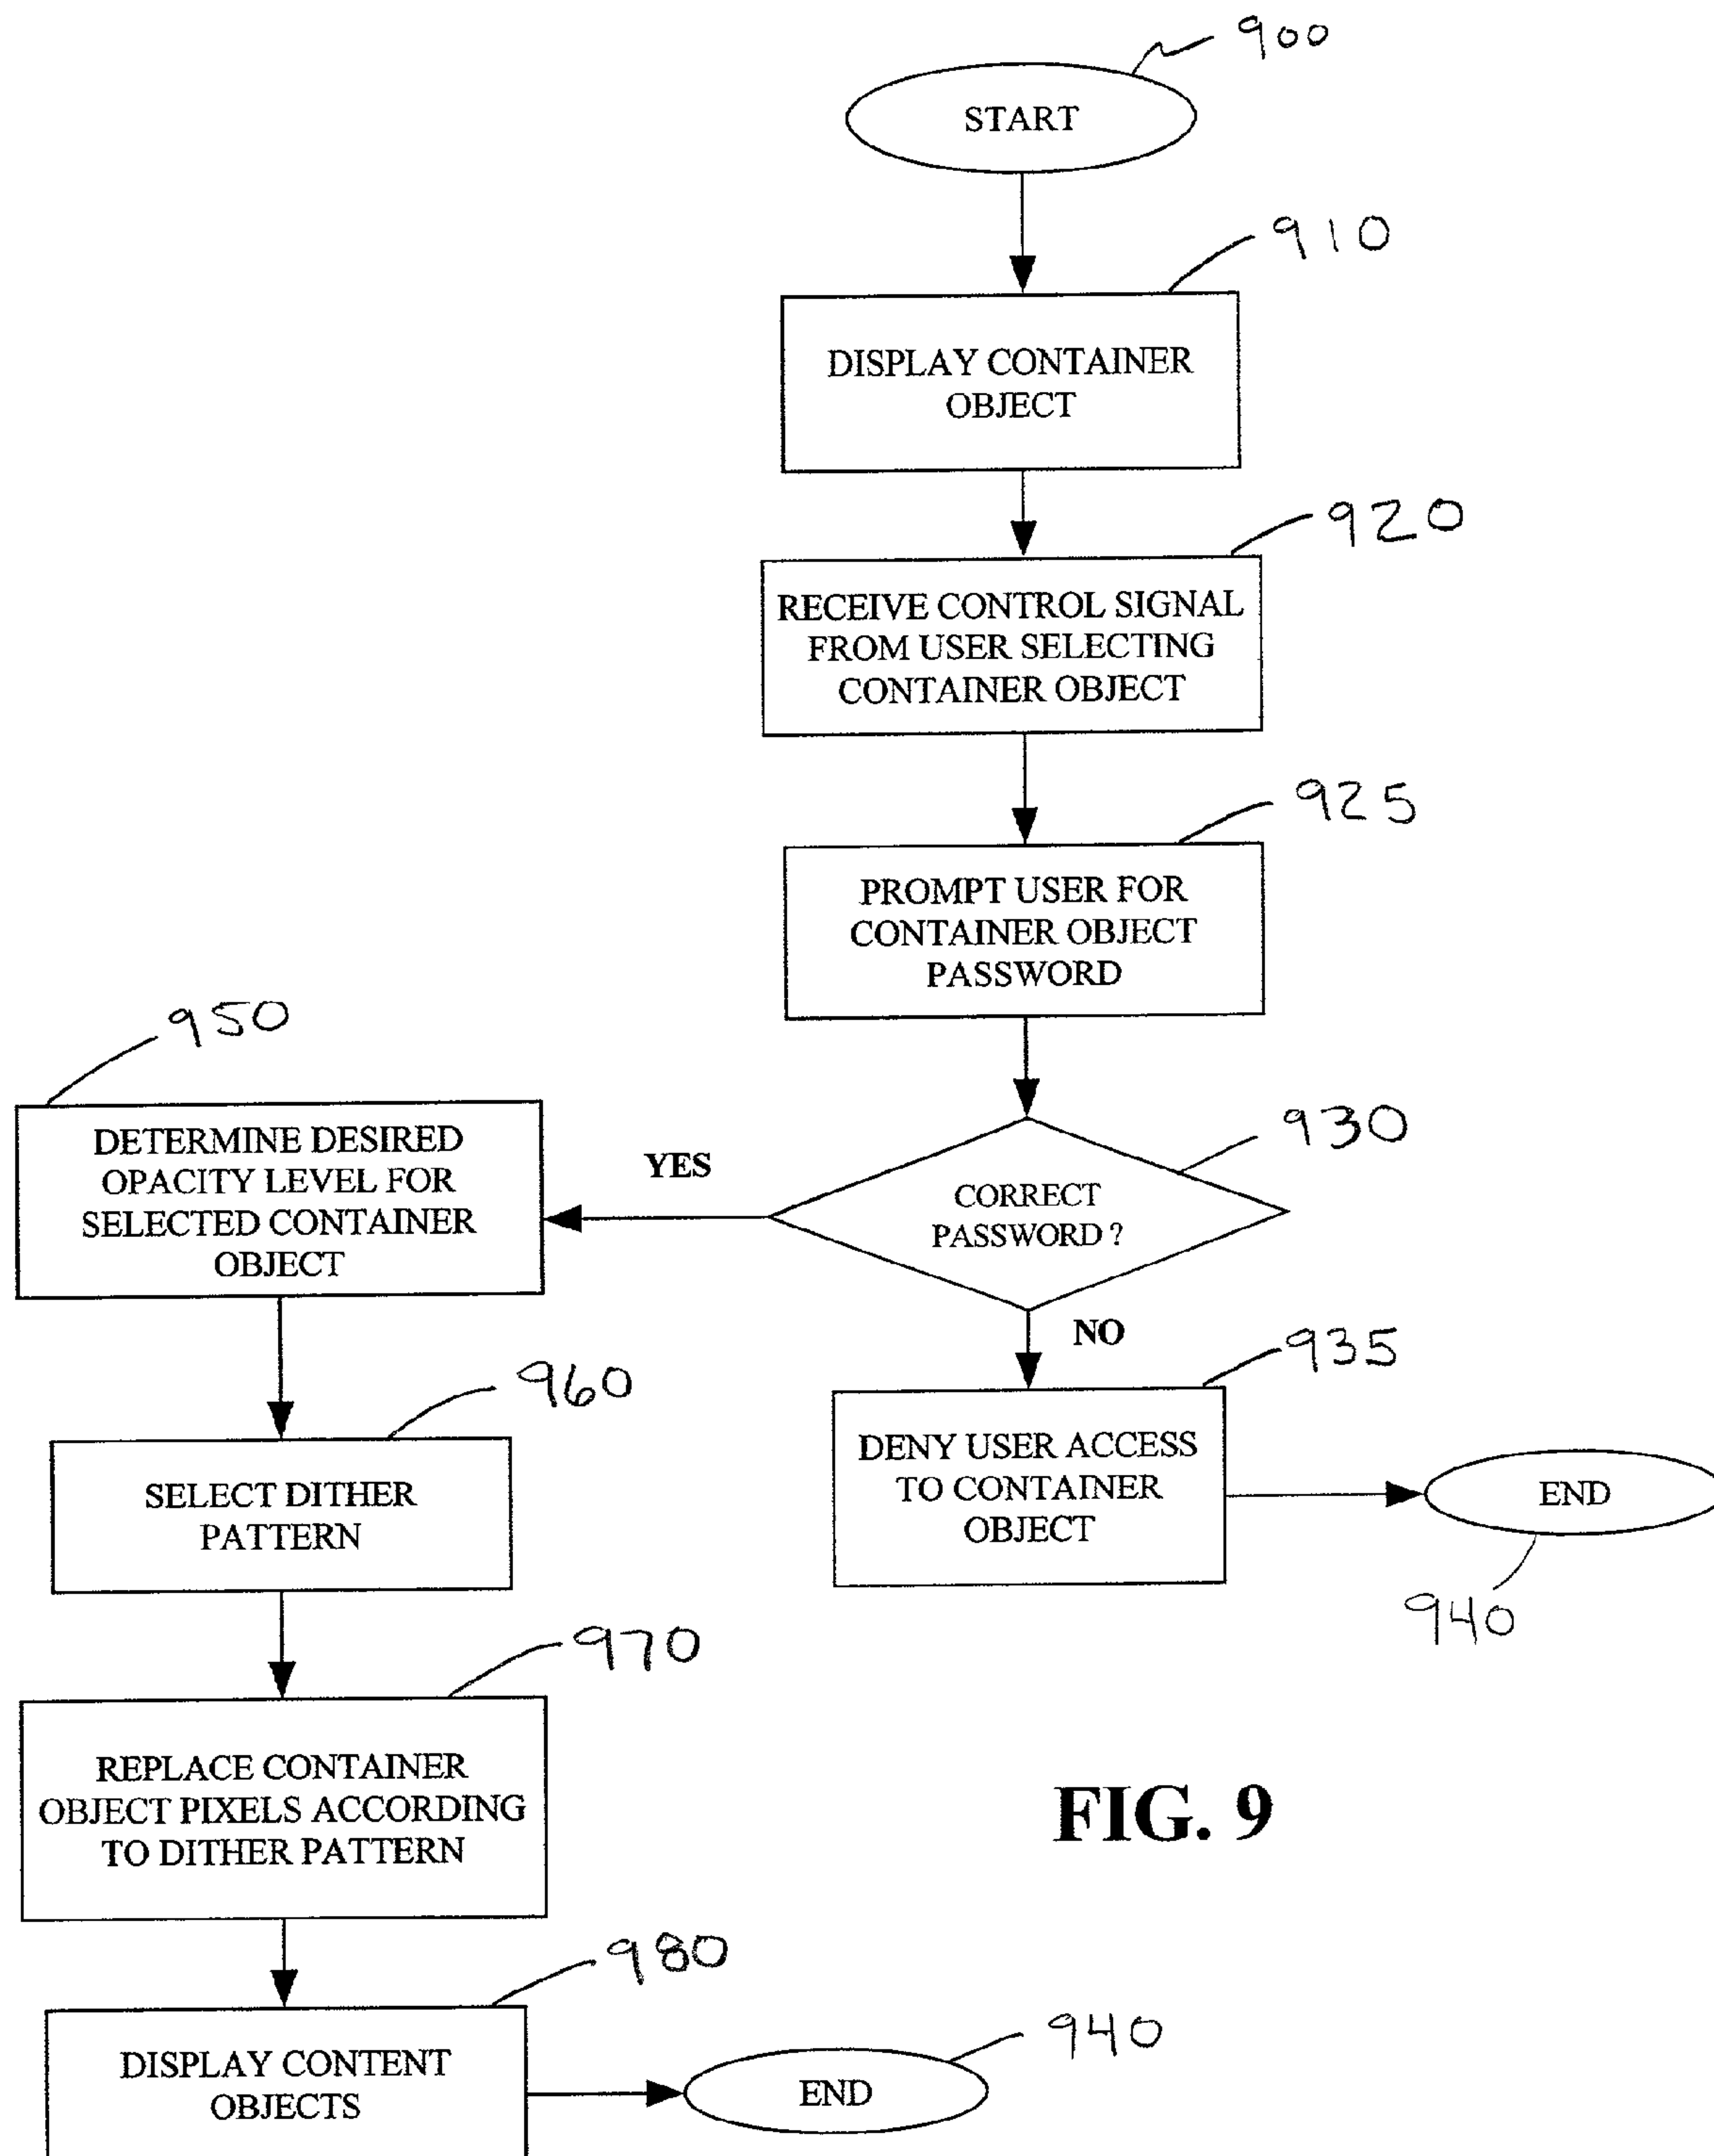 900
START
910
DISPLAY CONTAINER
OBJECT
920
RECEIVE CONTROL SIGNAL
FROM USER SELECTING
CONTAINER OBJECT
925
PROMPT USER FOR
CONTAINER OBJECT
PASSWORD
930
CORRECT
PASSWORD ?
YES
950
DETERMINE DESIRED
OPACITY LEVEL FOR
SELECTED CONTAINER
OBJECT
NO
935
DENY USER ACCESS
TO CONTAINER
OBJECT
END
940
960
SELECT DITHER
PATTERN
970
REPLACE CONTAINER
OBJECT PIXELS ACCORDING
TO DITHER PATTERN
980
DISPLAY CONTENT
OBJECTS
END
940
FIG. 9